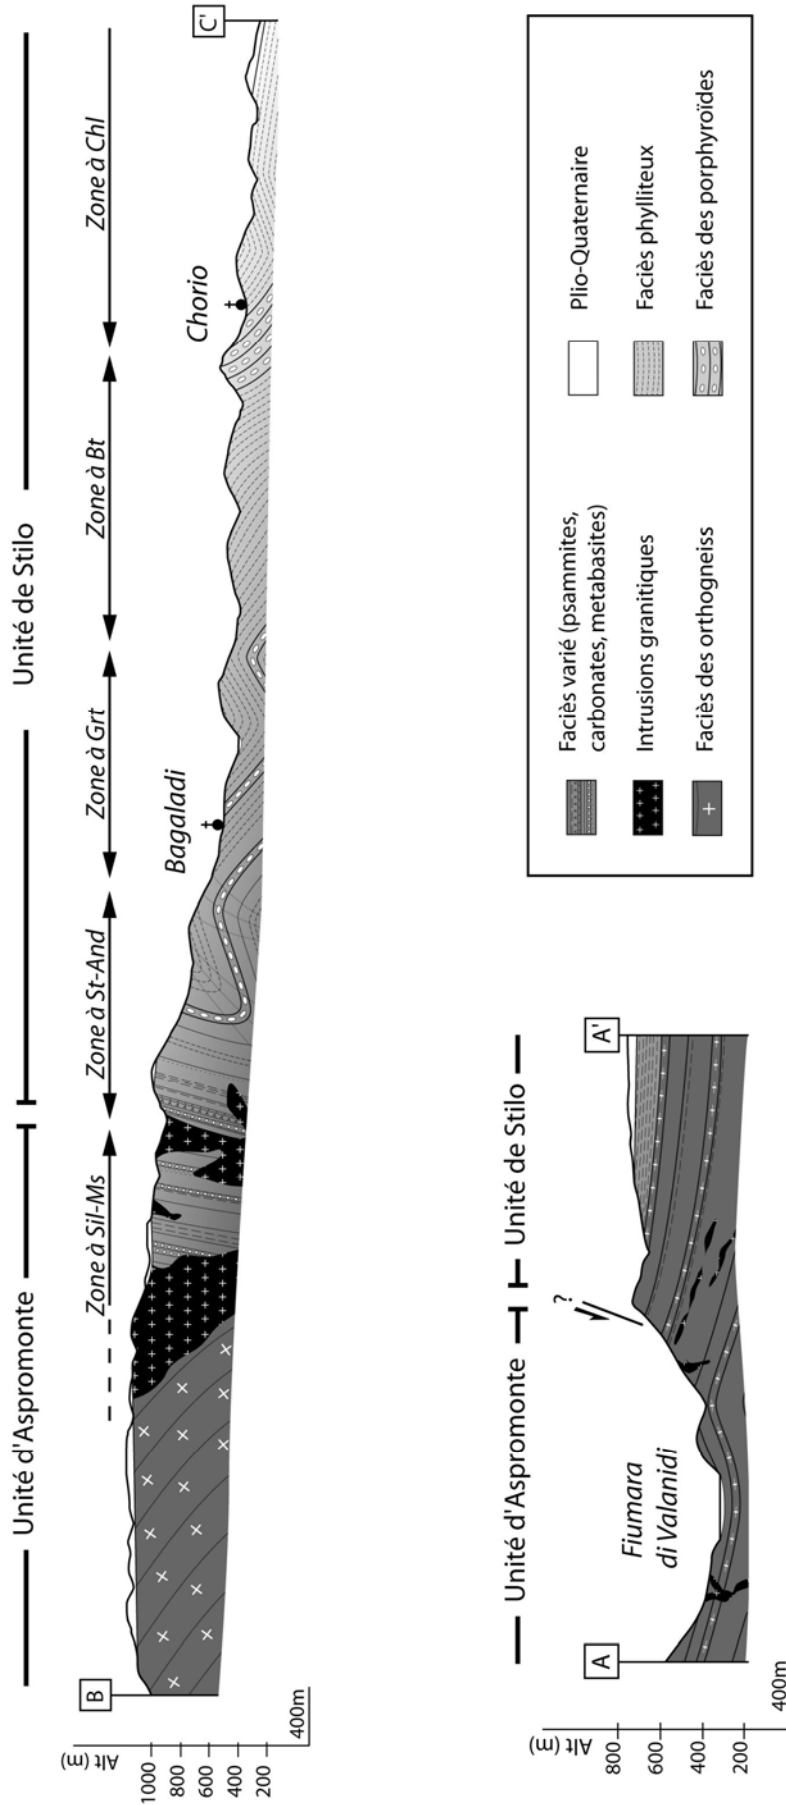 Unité d'Aspromonte
Unité de Stilo
Zone à Sil-Ms
Zone à St-And
Zone à Grt
Zone à Bt
Zone à Chl
B
C'
Bagaladi
Chorio
Alt (m)
1000
800
600
400
200
400m
Unité d'Aspromonte
Unité de Stilo
A
A'
?
Fiumara
di Valanidi
Alt (m)
800
600
400
200
400m
Faciès varié (psammites,
carbonates, metabasites)
Intrusions granitiques
Faciès des orthogneiss
Plio-Quaternaire
Faciès phylliteux
Faciès des porphyroïdes